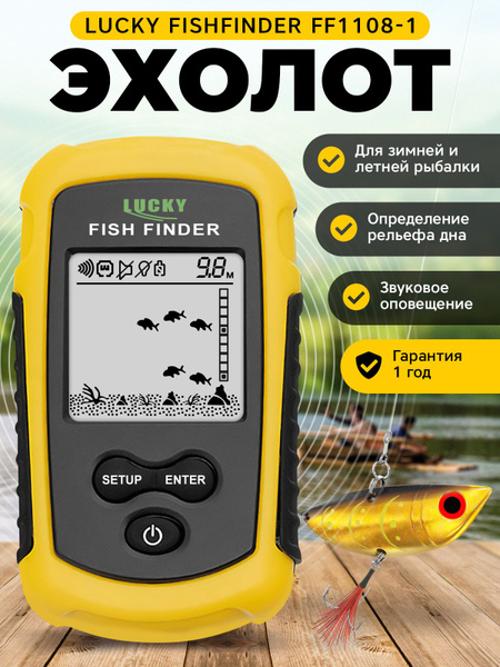 LUCKY FISHFINDER FF1108-1
ЭХОЛОТ
Для зимней и
летней рыбалки
Определение
рельефа дна
Звуковое
оповещение
Гарантия
1 год
LUCKY
FISH FINDER
9.8 м
SETUP
ENTER